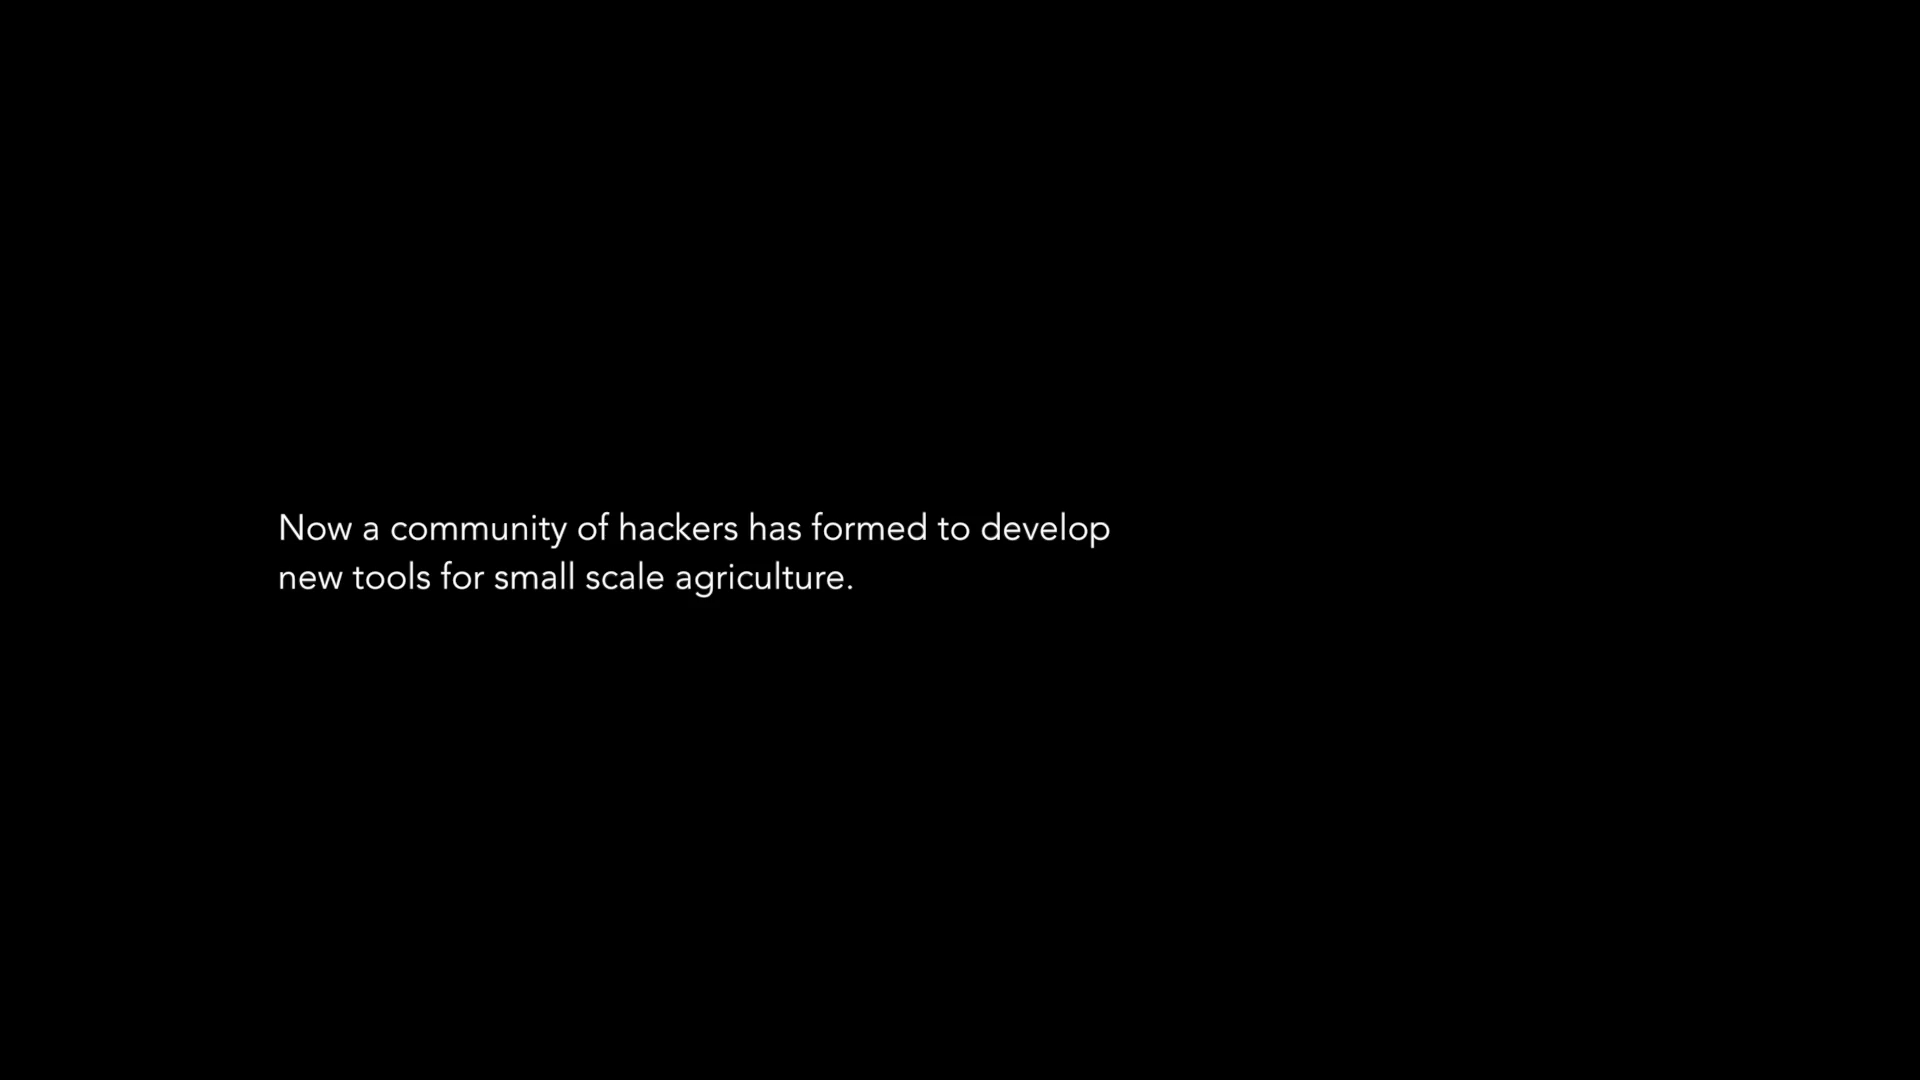 Now a community of hackers has formed to develop
new tools for small scale agriculture.